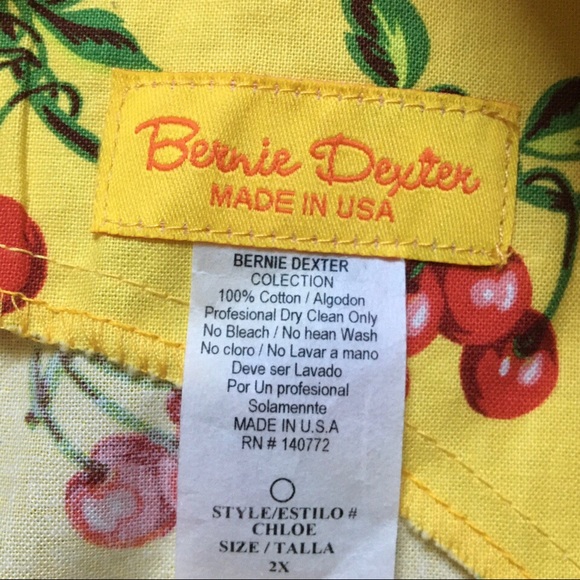 Bernie Dexter
MADE IN USA
BERNIE DEXTER
COLECTION
100% Cotton / Algodon
Profesional Dry Clean Only
No Bleach / No hean Wash
No cloro / No Lavar a mano
Deve ser Lavado
Por Un profesional
Solamennte
MADE IN U.S.A
RN # 140772
STYLE/ESTILO #
CHLOE
SIZE / TALLA
2X